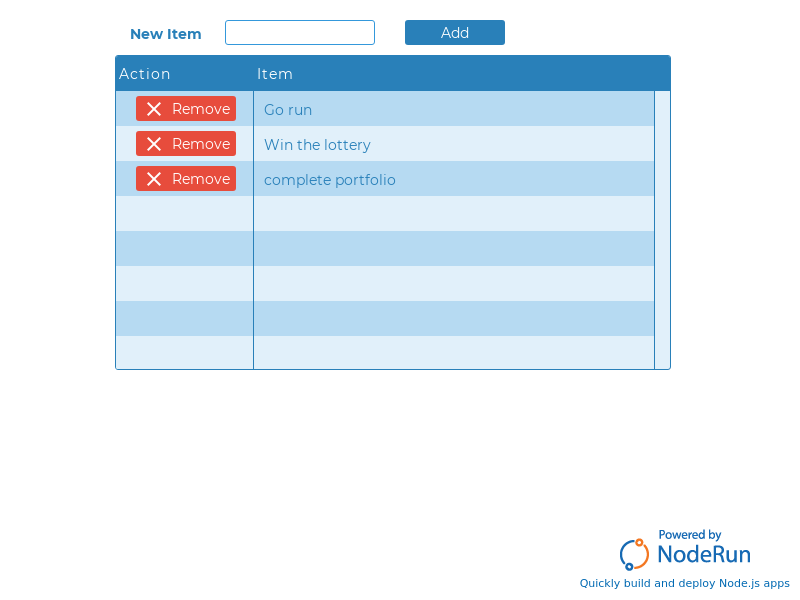 New Item Add
Action Item
Remove Go run
Remove Win the lottery
Remove complete portfolio
Powered by
NodeRun
Quickly build and deploy Node.js apps